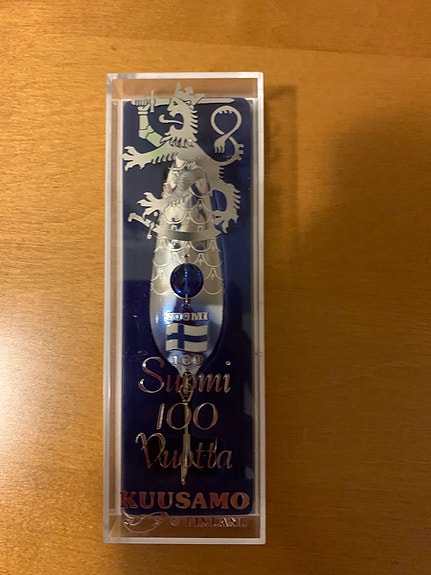 SUOMI
100
Suomi
100
Vuotta
KUUSAMO
FINLAND